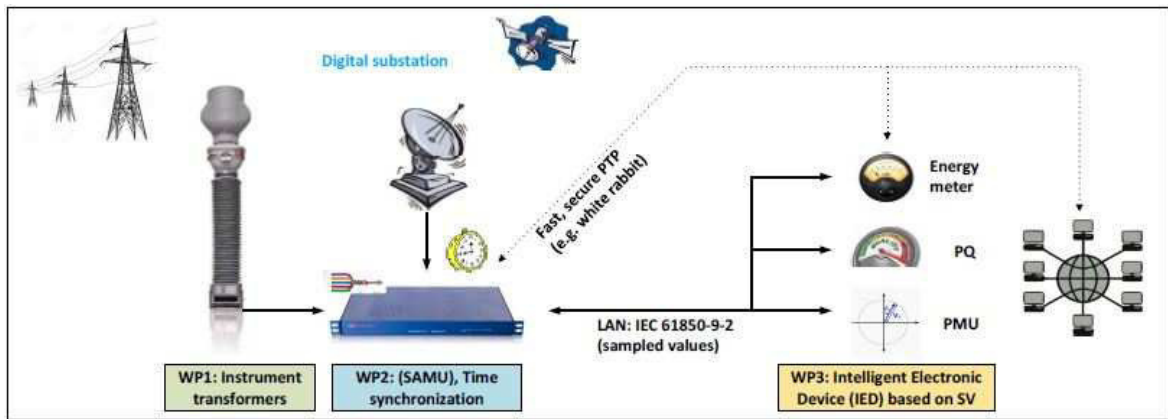 Digital substation
Fast, secure PTP
(e.g. white rabbit)
Energy
meter
PQ
PMU
LAN: IEC 61850-9-2
(sampled values)
WP1: Instrument
transformers
WP2: (SAMU), Time
synchronization
WP3: Intelligent Electronic
Device (IED) based on SV